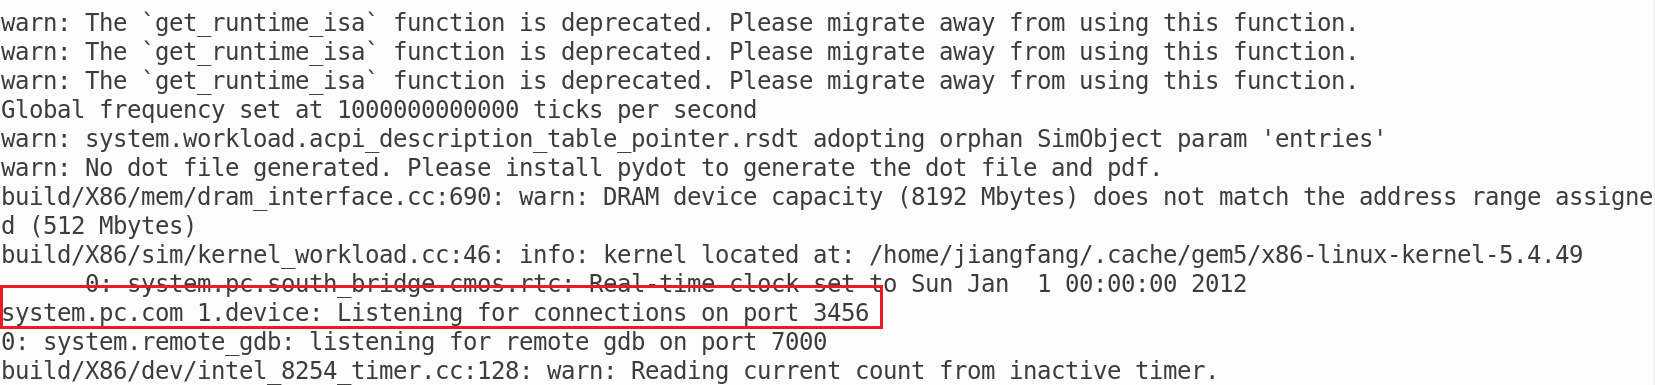 warn: The `get_runtime_isa` function is deprecated. Please migrate away from using this function.
warn: The `get_runtime_isa` function is deprecated. Please migrate away from using this function.
warn: The `get_runtime_isa` function is deprecated. Please migrate away from using this function.
Global frequency set at 1000000000000 ticks per second
warn: system.workload.acpi_description_table_pointer.rsdt adopting orphan SimObject param 'entries'
warn: No dot file generated. Please install pydot to generate the dot file and pdf.
build/X86/mem/dram_interface.cc:690: warn: DRAM device capacity (8192 Mbytes) does not match the address range assigne
d (512 Mbytes)
build/X86/sim/kernel_workload.cc:46: info: kernel located at: /home/jiangfang/.cache/gem5/x86-linux-kernel-5.4.49
      0: system.pc.south_bridge.cmos.rtc: Real-time clock set to Sun Jan  1 00:00:00 2012
system.pc.com_1.device: Listening for connections on port 3456
0: system.remote_gdb: listening for remote gdb on port 7000
build/X86/dev/intel_8254_timer.cc:128: warn: Reading current count from inactive timer.